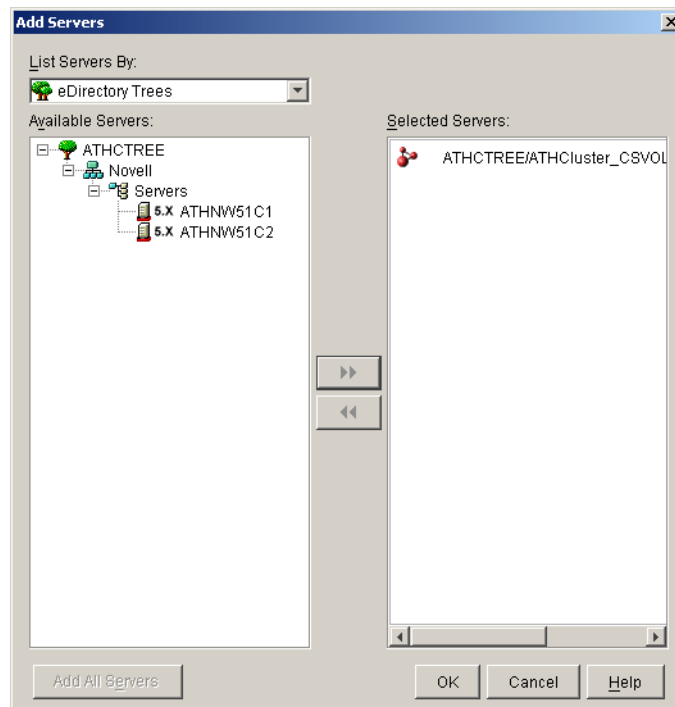 Add Servers
List Servers By:
eDirectory Trees
Available Servers:
ATHCTREE
Novell
Servers
5.X ATHNW51C1
5.X ATHNW51C2
Selected Servers:
ATHCTREE/ATHCluster_CSVOL
Add All Servers
OK
Cancel
Help